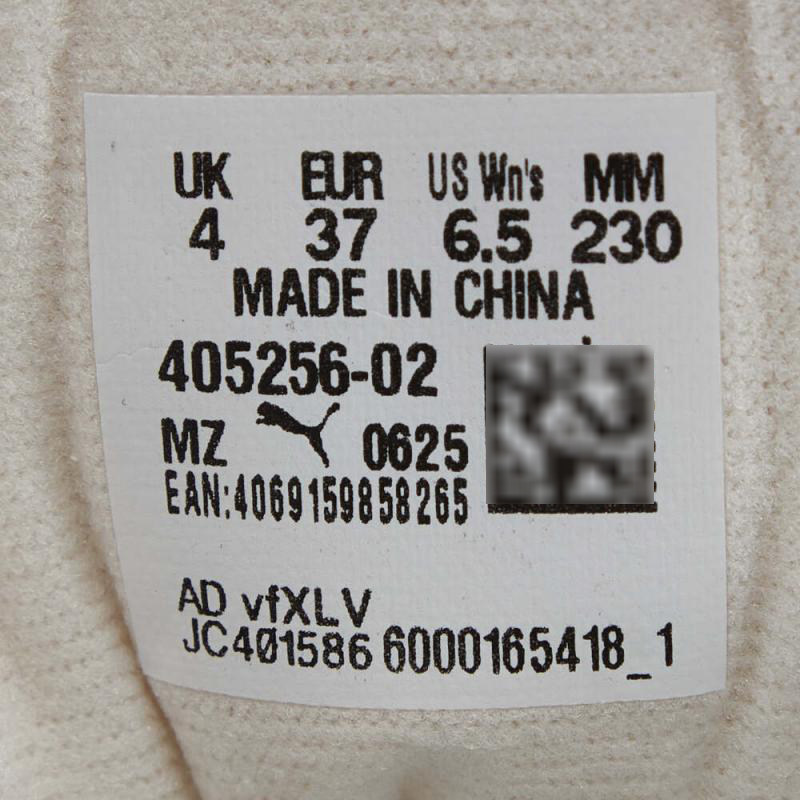 UK EUR US Wn's MM
4 37 6.5 230
MADE IN CHINA
405256-02
MZ 0625
EAN:4069159858265
AD vfXLV
JC401586 6000165418_1